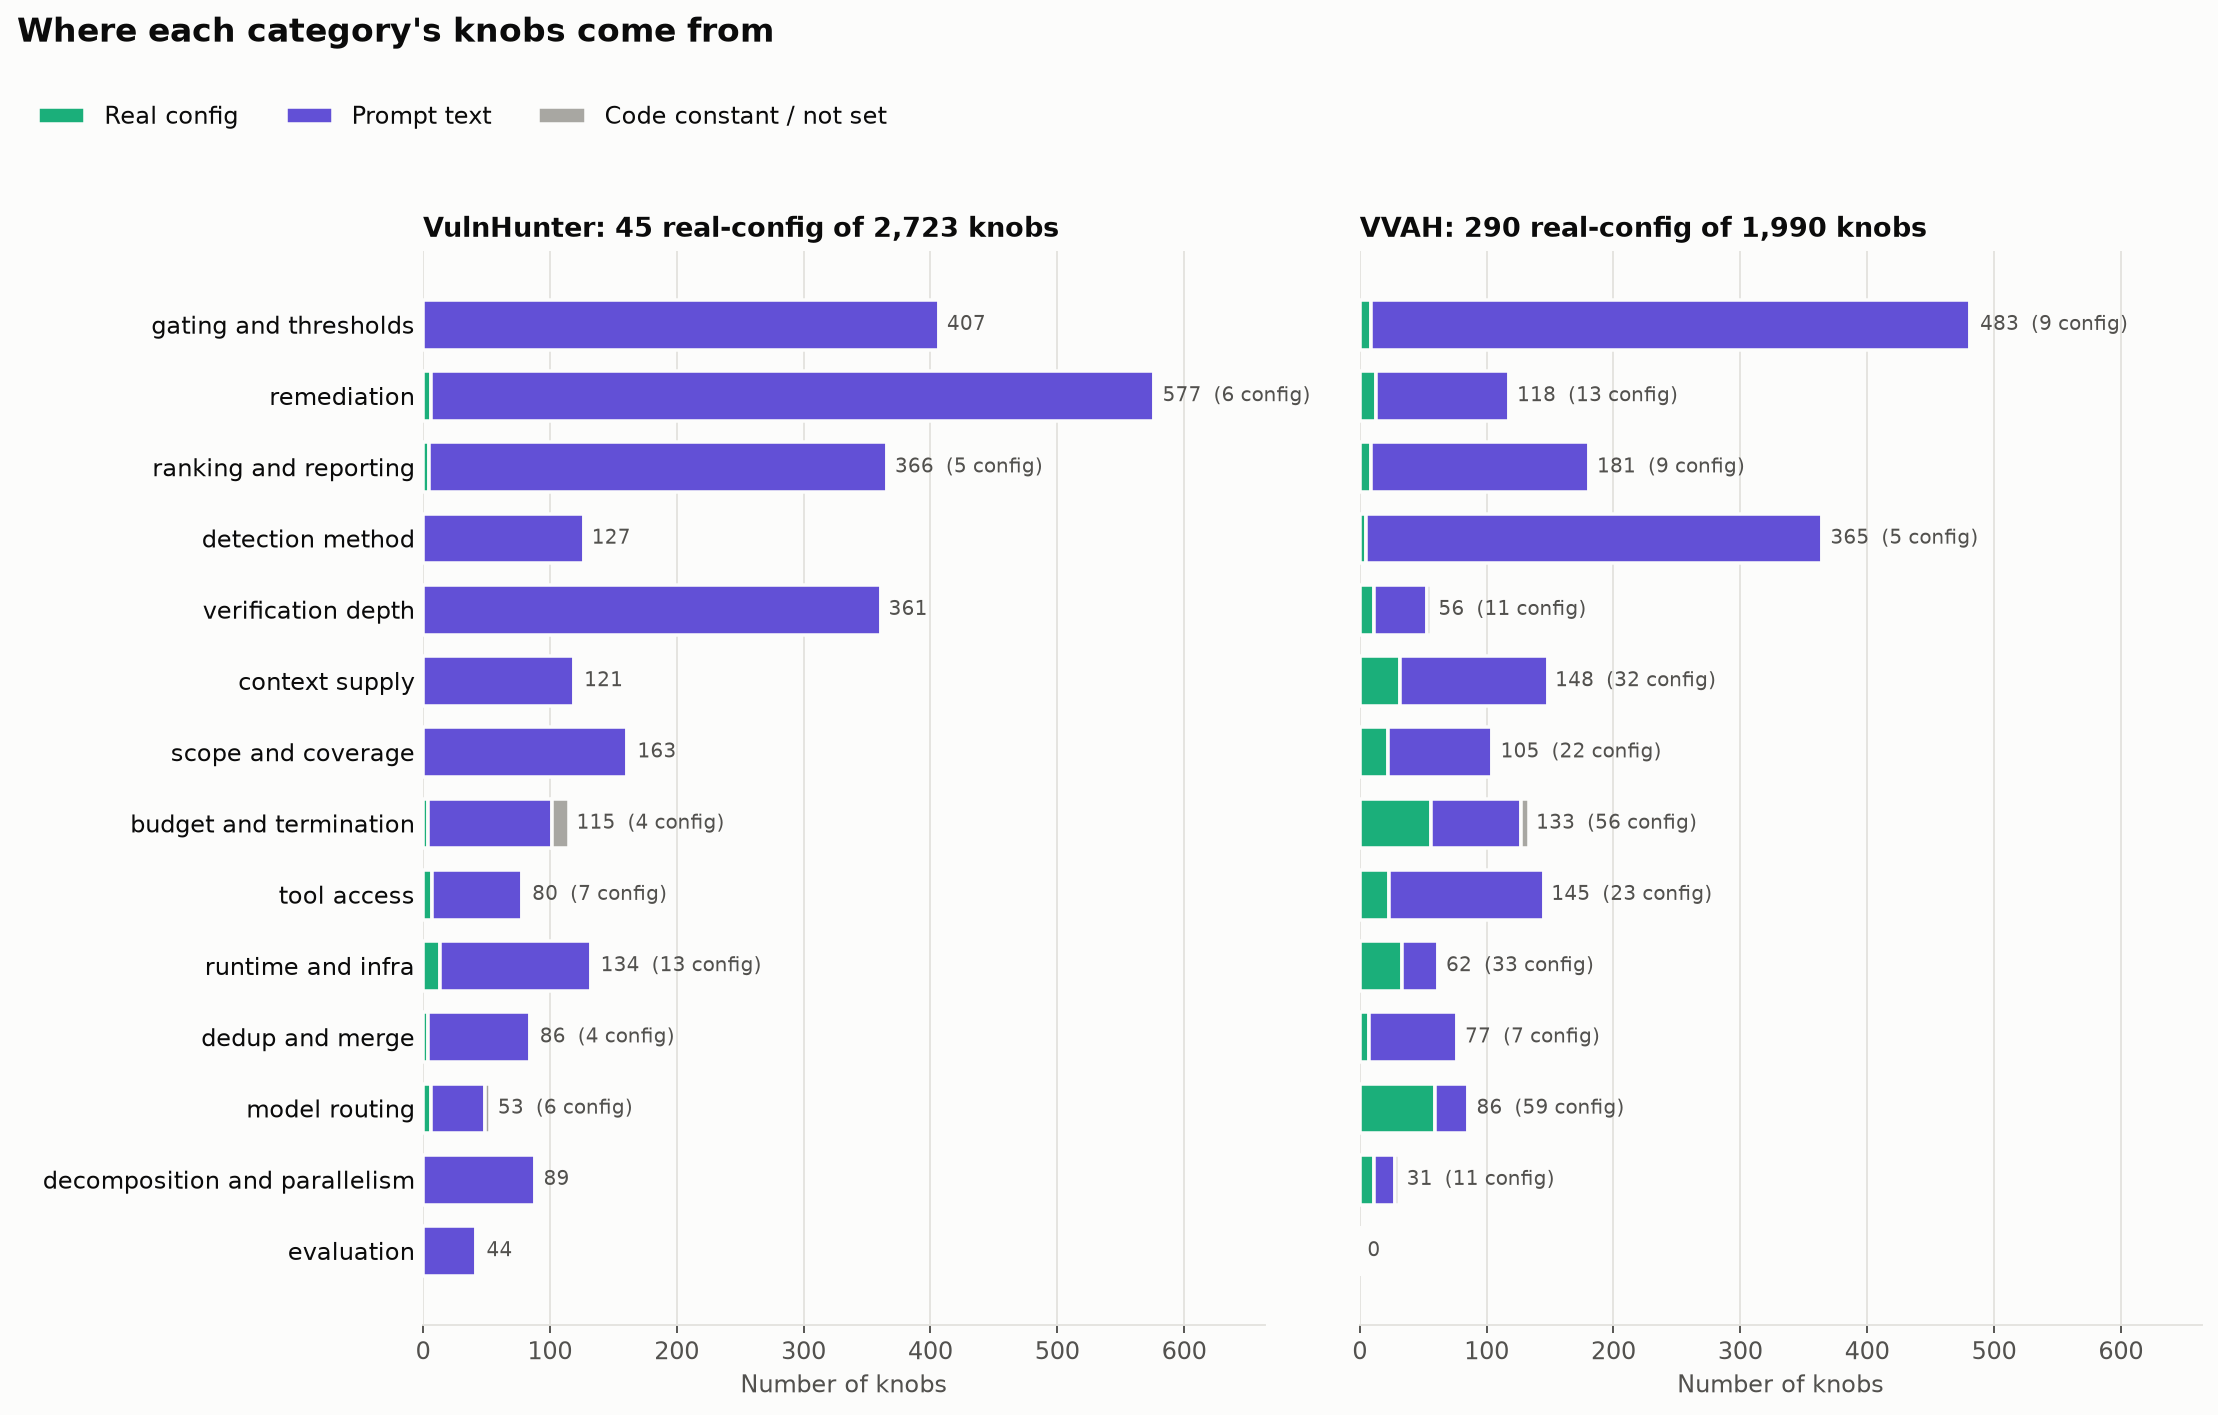 Where each category's knobs come from
Real config
Prompt text
Code constant / not set
VulnHunter: 45 real-config of 2,723 knobs
VVAH: 290 real-config of 1,990 knobs
gating and thresholds 407 483 (9 config)
remediation 577 (6 config) 118 (13 config)
ranking and reporting 366 (5 config) 181 (9 config)
detection method 127 365 (5 config)
verification depth 361 56 (11 config)
context supply 121 148 (32 config)
scope and coverage 163 105 (22 config)
budget and termination 115 (4 config) 133 (56 config)
tool access 80 (7 config) 145 (23 config)
runtime and infra 134 (13 config) 62 (33 config)
dedup and merge 86 (4 config) 77 (7 config)
model routing 53 (6 config) 86 (59 config)
decomposition and parallelism 89 31 (11 config)
evaluation 44 0
0 100 200 300 400 500 600 0 100 200 300 400 500 600
Number of knobs Number of knobs